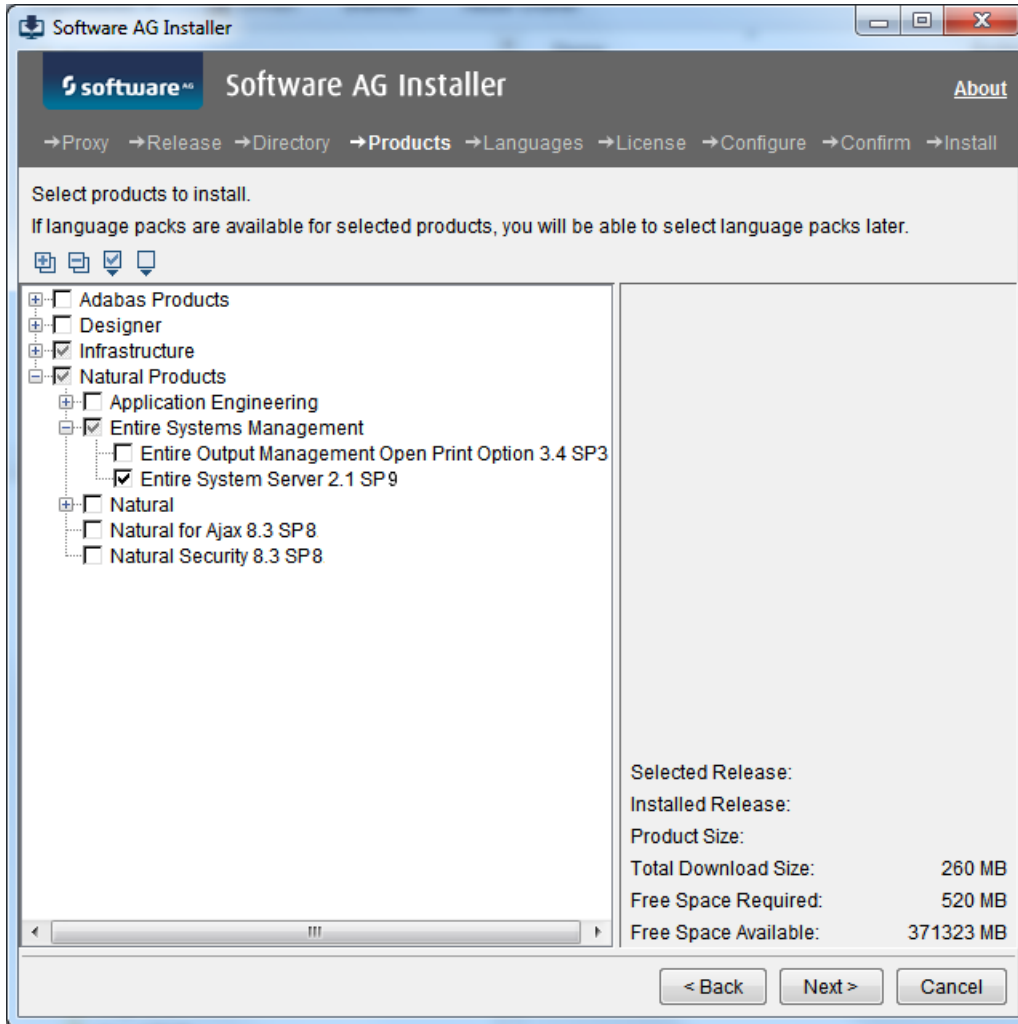 Software AG Installer
software AG Software AG Installer About
→Proxy →Release →Directory →Products →Languages →License →Configure →Confirm →Install
Select products to install.
If language packs are available for selected products, you will be able to select language packs later.
Adabas Products
Designer
Infrastructure
Natural Products
Application Engineering
Entire Systems Management
Entire Output Management Open Print Option 3.4 SP3
Entire System Server 2.1 SP9
Natural
Natural for Ajax 8.3 SP8
Natural Security 8.3 SP8
Selected Release:
Installed Release:
Product Size:
Total Download Size: 260 MB
Free Space Required: 520 MB
Free Space Available: 371323 MB
< Back Next > Cancel